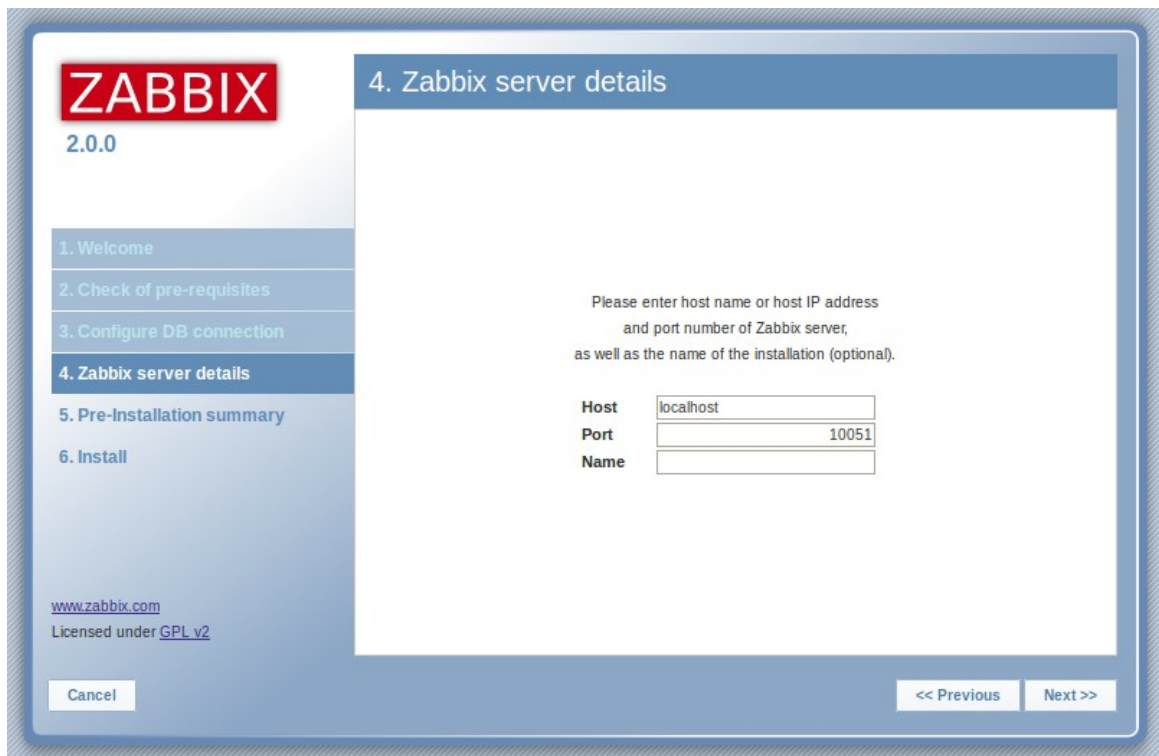 ZABBIX
2.0.0
1. Welcome
2. Check of pre-requisites
3. Configure DB connection
4. Zabbix server details
5. Pre-Installation summary
6. Install
www.zabbix.com
Licensed under GPL v2
4. Zabbix server details
Please enter host name or host IP address
and port number of Zabbix server,
as well as the name of the installation (optional).
Host localhost
Port 10051
Name
Cancel
<< Previous
Next >>